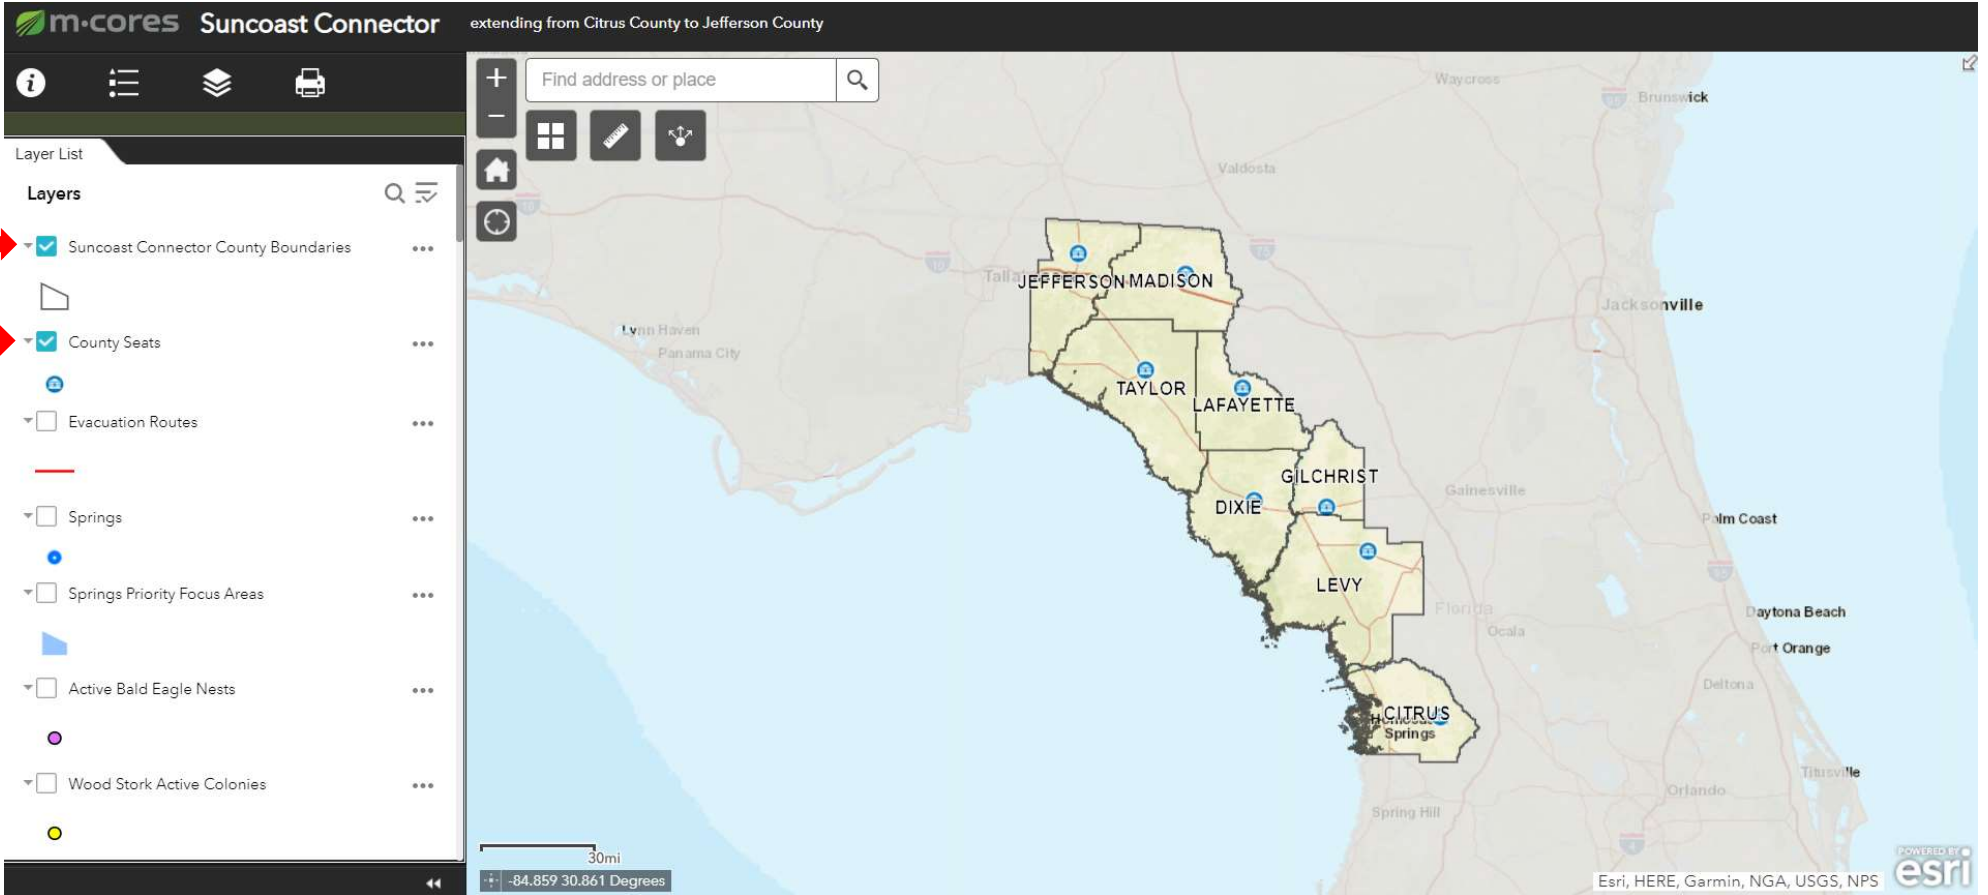 m·cores Suncoast Connector extending from Citrus County to Jefferson County
Find address or place
Layer List
Layers
Suncoast Connector County Boundaries
County Seats
Evacuation Routes
Springs
Springs Priority Focus Areas
Active Bald Eagle Nests
Wood Stork Active Colonies
Waycross
Brunswick
Valdosta
75
10
JEFFERSON
MADISON
Jacksonville
Lynn Haven
Panama City
TAYLOR
LAFAYETTE
GILCHRIST
Gainesville
DIXIE
Palm Coast
95
LEVY
Florida
Daytona Beach
Ocala
Port Orange
Deltona
CITRUS
Springs
Titusville
Orlando
Spring Hill
4
30mi
-84.859 30.861 Degrees
Esri, HERE, Garmin, NGA, USGS, NPS
POWERED BY
esri